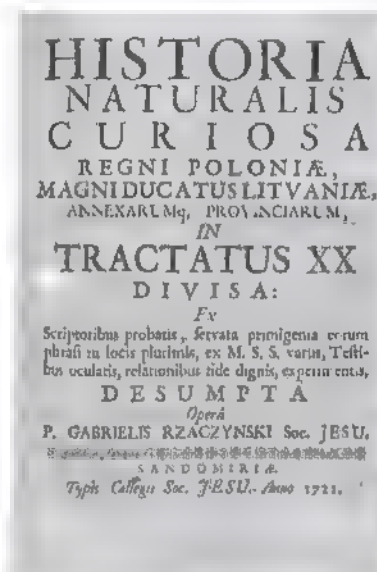 HISTORIA
NATURALIS
CURIOSA
REGNI POLONIÆ,
MAGNI DUCATUS LITVANIÆ,
ANNEXARUMq; PROVINCIARUM,
IN
TRACTATUS XX
DIVISA:
Ex
Scriptoribus probatis, servata primigenia eorum
phrasi in locis plurimis, ex M. S. S. variis, Testi-
bus oculatis, relationibus fide dignis, experimentis,
DESUMPTA
Operâ
P. GABRIELIS RZACZYNSKI Soc. JESU.
SANDOMIRIÆ.
Typis Collegii Soc. JESU. Anno 1721.